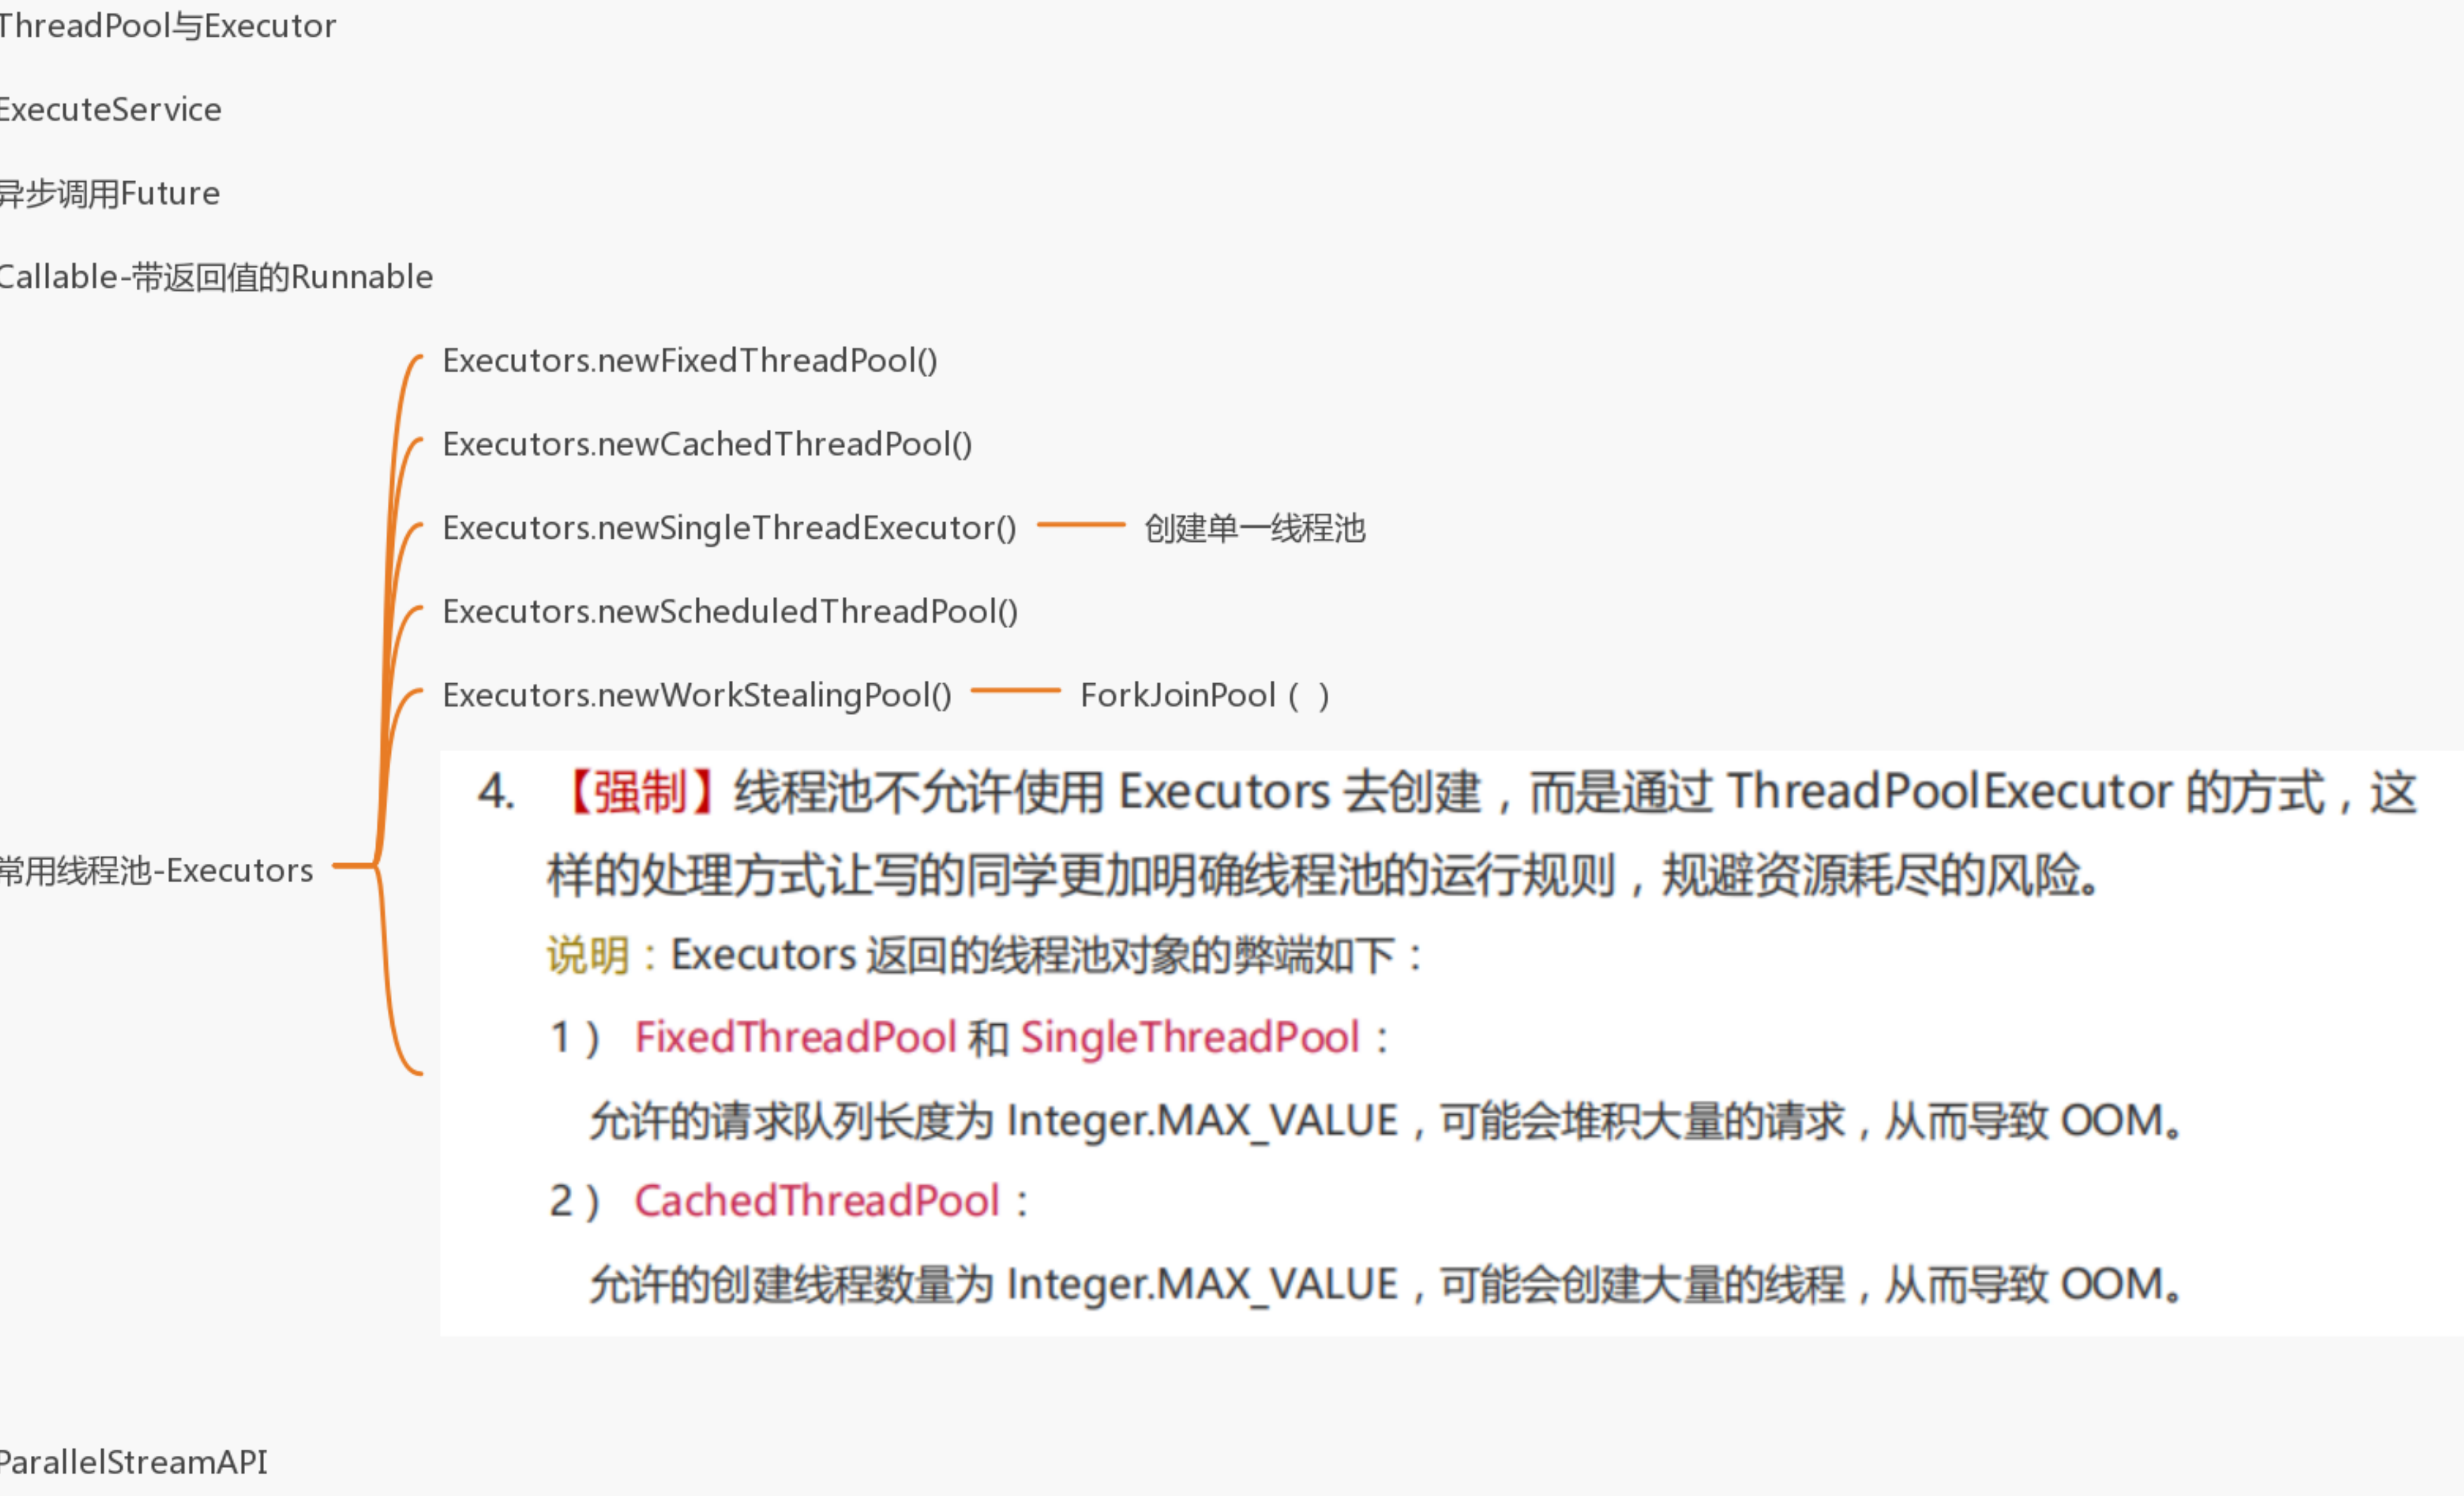 ThreadPool与Executor
ExecuteService
异步调用Future
Callable-带返回值的Runnable
Executors.newFixedThreadPool()
Executors.newCachedThreadPool()
Executors.newSingleThreadExecutor() 创建单一线程池
Executors.newScheduledThreadPool()
Executors.newWorkStealingPool() ForkJoinPool（ ）
常用线程池-Executors
4. 【强制】线程池不允许使用 Executors 去创建，而是通过 ThreadPoolExecutor 的方式，这
样的处理方式让写的同学更加明确线程池的运行规则，规避资源耗尽的风险。
说明：Executors 返回的线程池对象的弊端如下：
1） FixedThreadPool 和 SingleThreadPool：
允许的请求队列长度为 Integer.MAX_VALUE，可能会堆积大量的请求，从而导致 OOM。
2） CachedThreadPool：
允许的创建线程数量为 Integer.MAX_VALUE，可能会创建大量的线程，从而导致 OOM。
ParallelStreamAPI